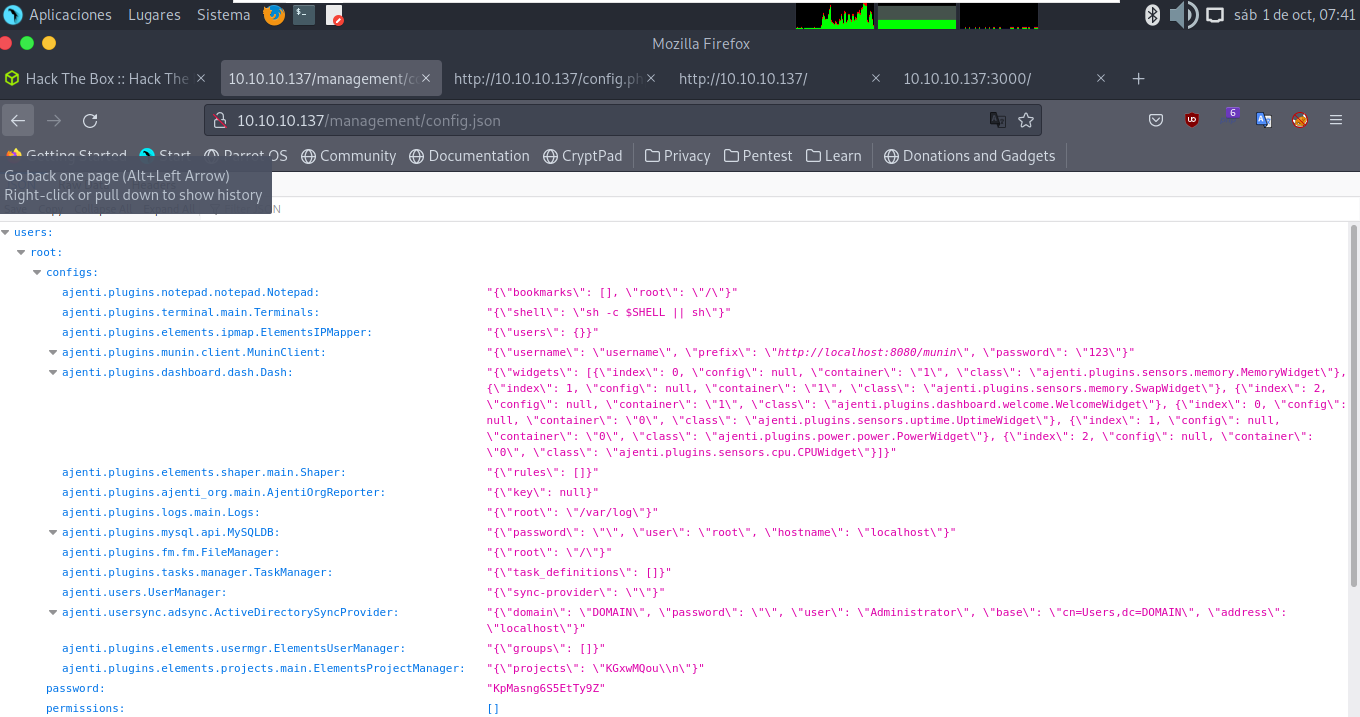 Aplicaciones Lugares Sistema sáb 1 de oct, 07:41
Mozilla Firefox
Hack The Box :: Hack The × 10.10.10.137/management/co × http://10.10.10.137/config.ph × http://10.10.10.137/ × 10.10.10.137:3000/ × +
10.10.10.137/management/config.json 6
Getting Started Start Parrot OS Community Documentation CryptPad Privacy Pentest Learn Donations and Gadgets
Go back one page (Alt+Left Arrow)
Right-click or pull down to show history
users:
root:
configs:
ajenti.plugins.notepad.notepad.Notepad: "{\"bookmarks\": [], \"root\": \"/\"}"
ajenti.plugins.terminal.main.Terminals: "{\"shell\": \"sh -c $SHELL || sh\"}"
ajenti.plugins.elements.ipmap.ElementsIPMapper: "{\"users\": {}}"
ajenti.plugins.munin.client.MuninClient: "{\"username\": \"username\", \"prefix\": \"http://localhost:8080/munin\", \"password\": \"123\"}"
ajenti.plugins.dashboard.dash.Dash: "{\"widgets\": [{\"index\": 0, \"config\": null, \"container\": \"1\", \"class\": \"ajenti.plugins.sensors.memory.MemoryWidget\"},
{\"index\": 1, \"config\": null, \"container\": \"1\", \"class\": \"ajenti.plugins.sensors.memory.SwapWidget\"}, {\"index\": 2,
\"config\": null, \"container\": \"1\", \"class\": \"ajenti.plugins.dashboard.welcome.WelcomeWidget\"}, {\"index\": 0, \"config\":
null, \"container\": \"0\", \"class\": \"ajenti.plugins.sensors.uptime.UptimeWidget\"}, {\"index\": 1, \"config\": null,
\"container\": \"0\", \"class\": \"ajenti.plugins.power.power.PowerWidget\"}, {\"index\": 2, \"config\": null, \"container\":
\"0\", \"class\": \"ajenti.plugins.sensors.cpu.CPUWidget\"}]}"
ajenti.plugins.elements.shaper.main.Shaper: "{\"rules\": []}"
ajenti.plugins.ajenti_org.main.AjentiOrgReporter: "{\"key\": null}"
ajenti.plugins.logs.main.Logs: "{\"root\": \"/var/log\"}"
ajenti.plugins.mysql.api.MySQLDB: "{\"password\": \"\", \"user\": \"root\", \"hostname\": \"localhost\"}"
ajenti.plugins.fm.fm.FileManager: "{\"root\": \"/\"}"
ajenti.plugins.tasks.manager.TaskManager: "{\"task_definitions\": []}"
ajenti.users.UserManager: "{\"sync-provider\": \"\"}"
ajenti.usersync.adsync.ActiveDirectorySyncProvider: "{\"domain\": \"DOMAIN\", \"password\": \"\", \"user\": \"Administrator\", \"base\": \"cn=Users,dc=DOMAIN\", \"address\":
\"localhost\"}"
ajenti.plugins.elements.usermgr.ElementsUserManager: "{\"groups\": []}"
ajenti.plugins.elements.projects.main.ElementsProjectManager: "{\"projects\": \"KGxwMQou\\n\"}"
password: "KpMasng6S5EtTy9Z"
permissions: []